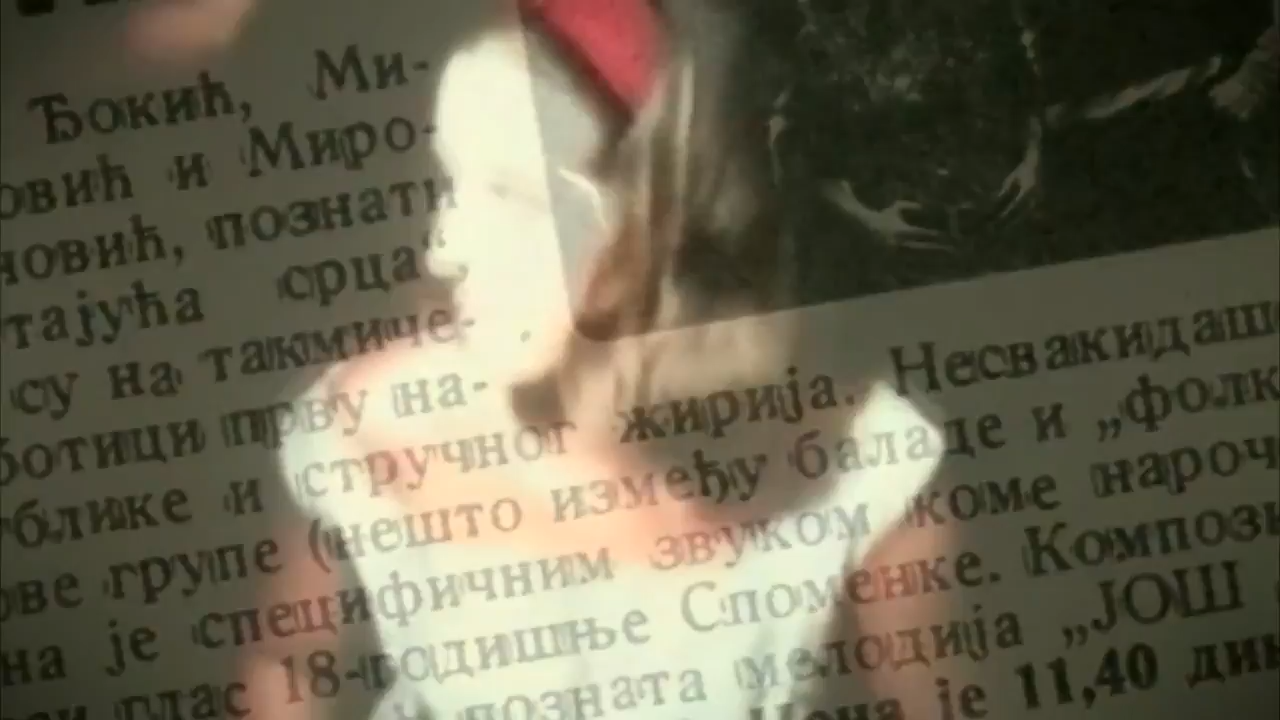 Ђокић, Ми-
овић и Миро-
новић, познати
тајућа срца“,
су на такмиче-
ботици прву на-
блике и стручног жирија. Несвакидаш
ове групе (нешто између баладе и „фолк
на је специфичним звуком коме нароч
глас 18-годишње Споменке. Компози
позната мелодија „ЈОШ
Цена је 11,40 дин